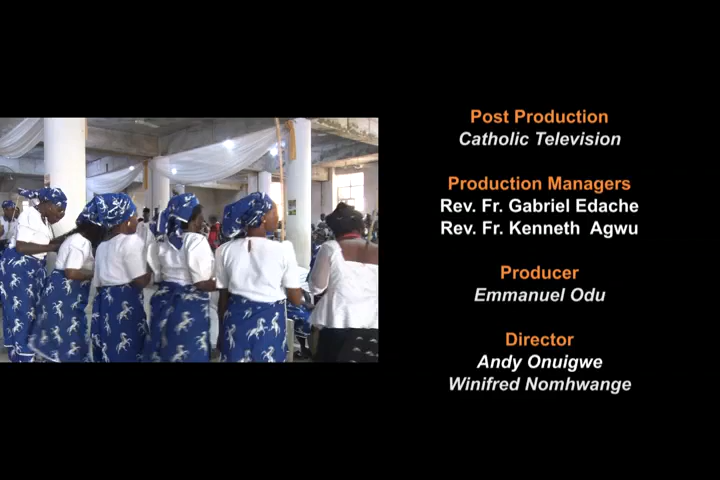 Post Production
Catholic Television
Production Managers
Rev. Fr. Gabriel Edache
Rev. Fr. Kenneth Agwu
Producer
Emmanuel Odu
Director
Andy Onuigwe
Winifred Nomhwange